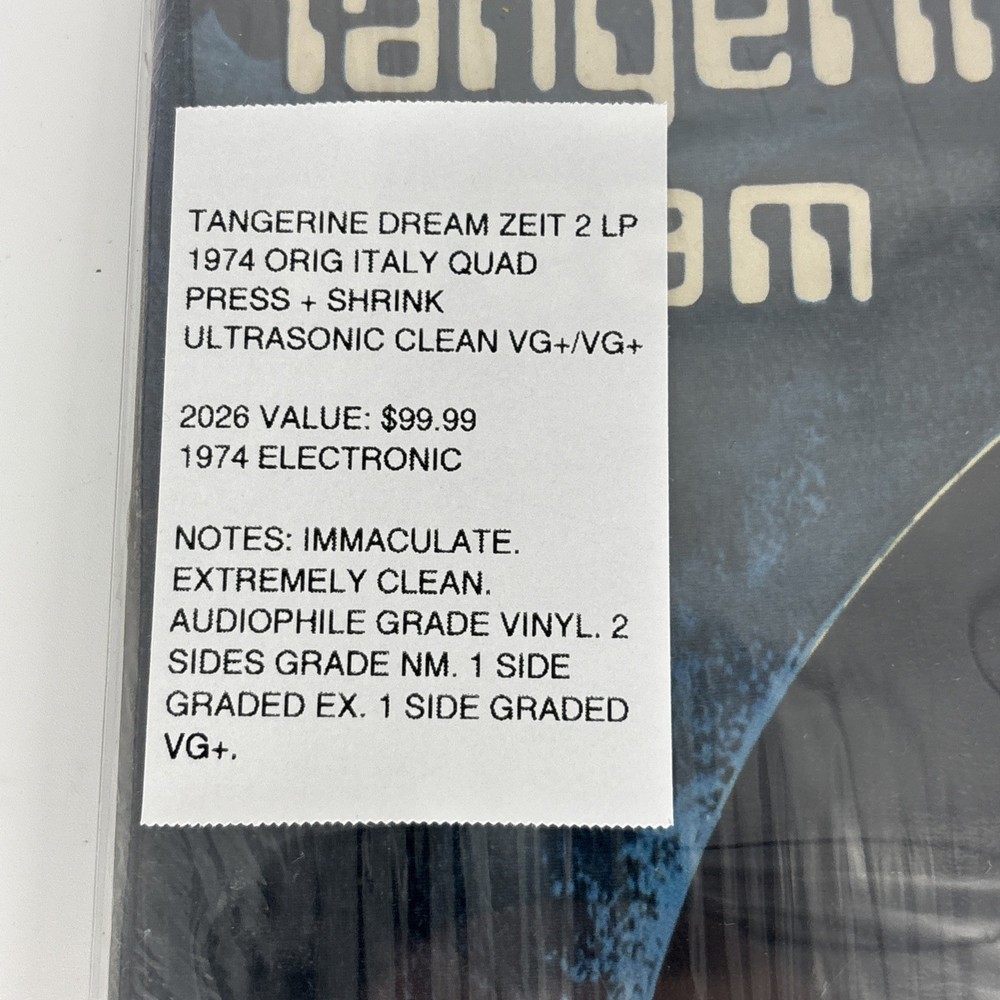 tangerin
am
TANGERINE DREAM ZEIT 2 LP
1974 ORIG ITALY QUAD
PRESS + SHRINK
ULTRASONIC CLEAN VG+/VG+
2026 VALUE: $99.99
1974 ELECTRONIC
NOTES: IMMACULATE.
EXTREMELY CLEAN.
AUDIOPHILE GRADE VINYL. 2
SIDES GRADE NM. 1 SIDE
GRADED EX. 1 SIDE GRADED
VG+.